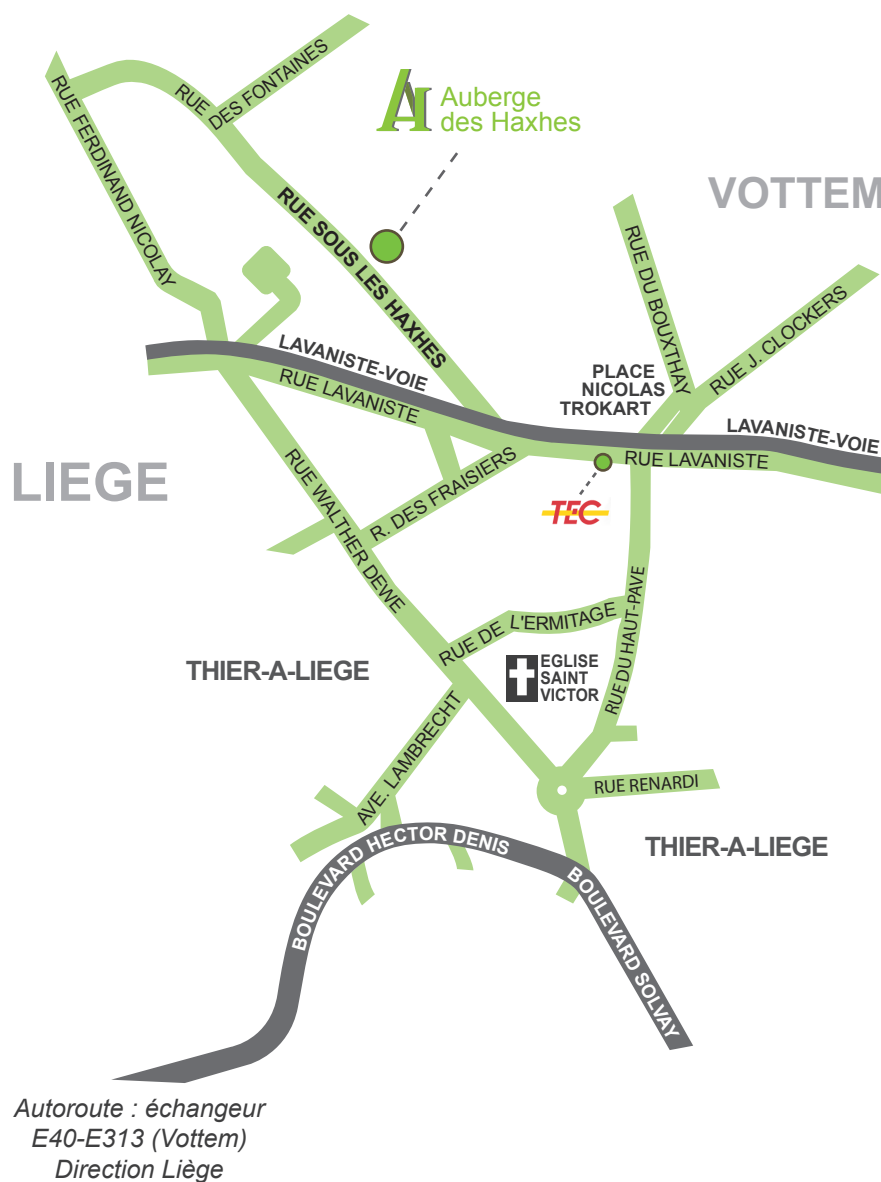 RUE DES FONTAINES
RUE FERDINAND NICOLAY
Auberge
des Haxhes
VOTTEM
RUE SOUS LES HAXHES
RUE DU BOUXTHAY
RUE J. CLOCKERS
LAVANISTE-VOIE
RUE LAVANISTE
PLACE
NICOLAS
TROKART
LAVANISTE-VOIE
RUE LAVANISTE
LIEGE
RUE WALTHER DEWE
R. DES FRAISIERS
TEC
RUE DE L'ERMITAGE
RUE DU HAUT-PAVE
THIER-A-LIEGE
EGLISE
SAINT
VICTOR
AVE. LAMBRECHT
RUE RENARDI
THIER-A-LIEGE
BOULEVARD HECTOR DENIS
BOULEVARD SOLVAY
Autoroute : échangeur
E40-E313 (Vottem)
Direction Liège